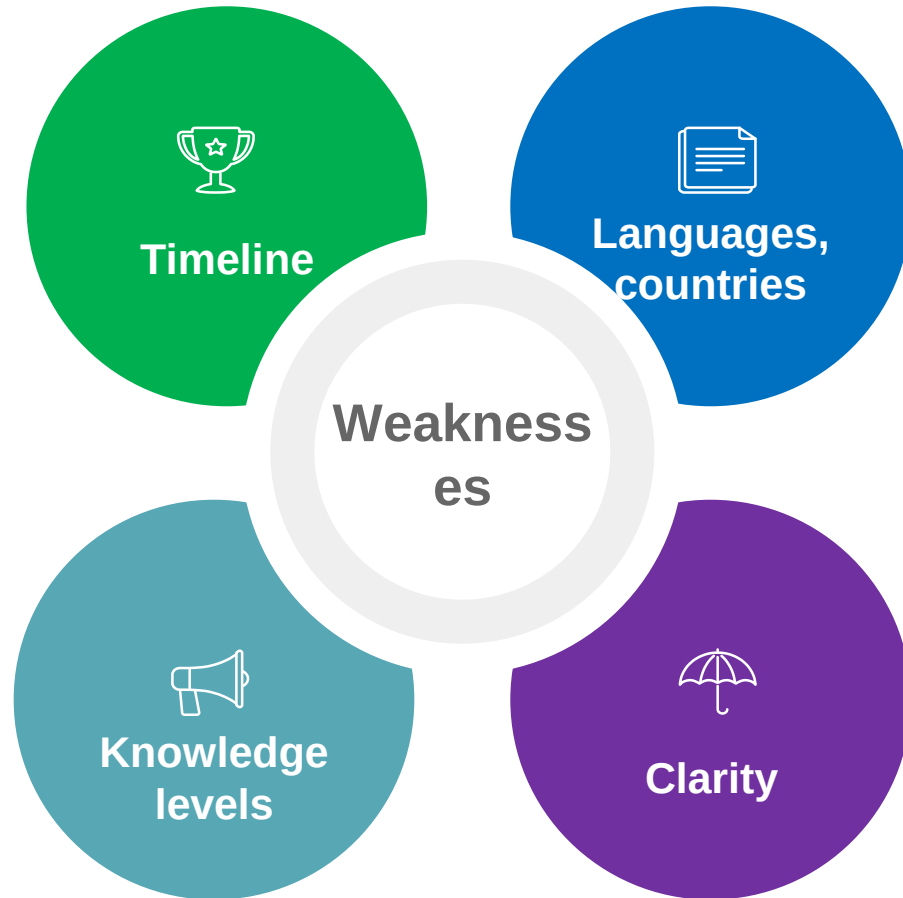 Timeline
Languages,
countries
Weakness
es
Knowledge
levels
Clarity